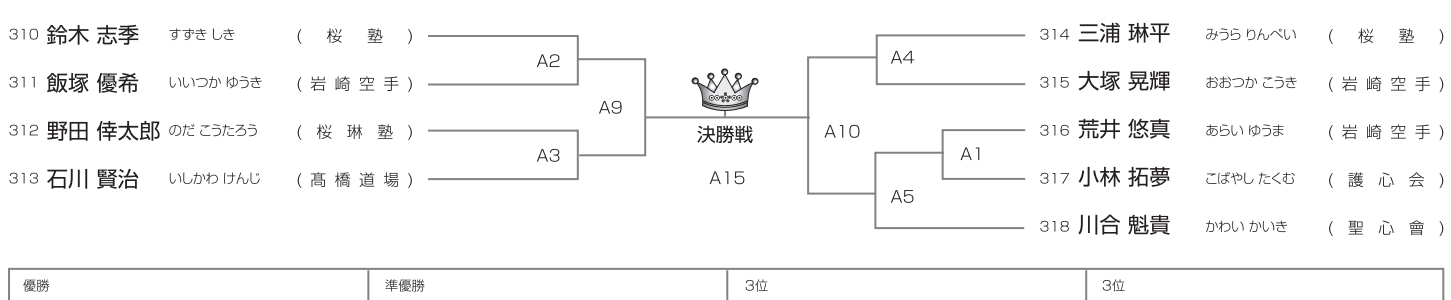 310 鈴木 志季 すずき しき ( 桜 塾 )
311 飯塚 優希 いいつか ゆうき ( 岩 崎 空 手 )
312 野田 倖太郎 のだ こうたろう ( 桜 琳 塾 )
313 石川 賢治 いしかわ けんじ ( 髙 橋 道 場 )
A2
A9
A3
決勝戦
A15
A4
A10
A1
A5
314 三浦 琳平 みうら りんぺい ( 桜 塾 )
315 大塚 晃輝 おおつか こうき ( 岩 崎 空 手 )
316 荒井 悠真 あらい ゆうま ( 岩 崎 空 手 )
317 小林 拓夢 こばやし たくむ ( 護 心 会 )
318 川合 魁貴 かわい かいき ( 聖 心 會 )
優勝 準優勝 3位 3位